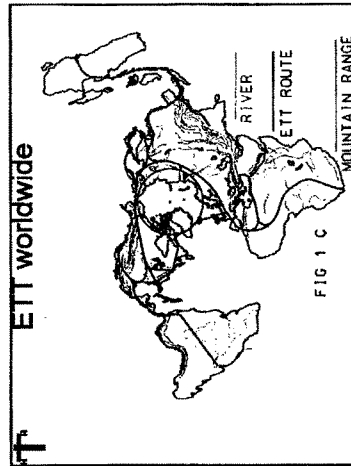 ETT worldwide
RIVER
ETT ROUTE
MOUNTAIN RANGE
FIG 1 C